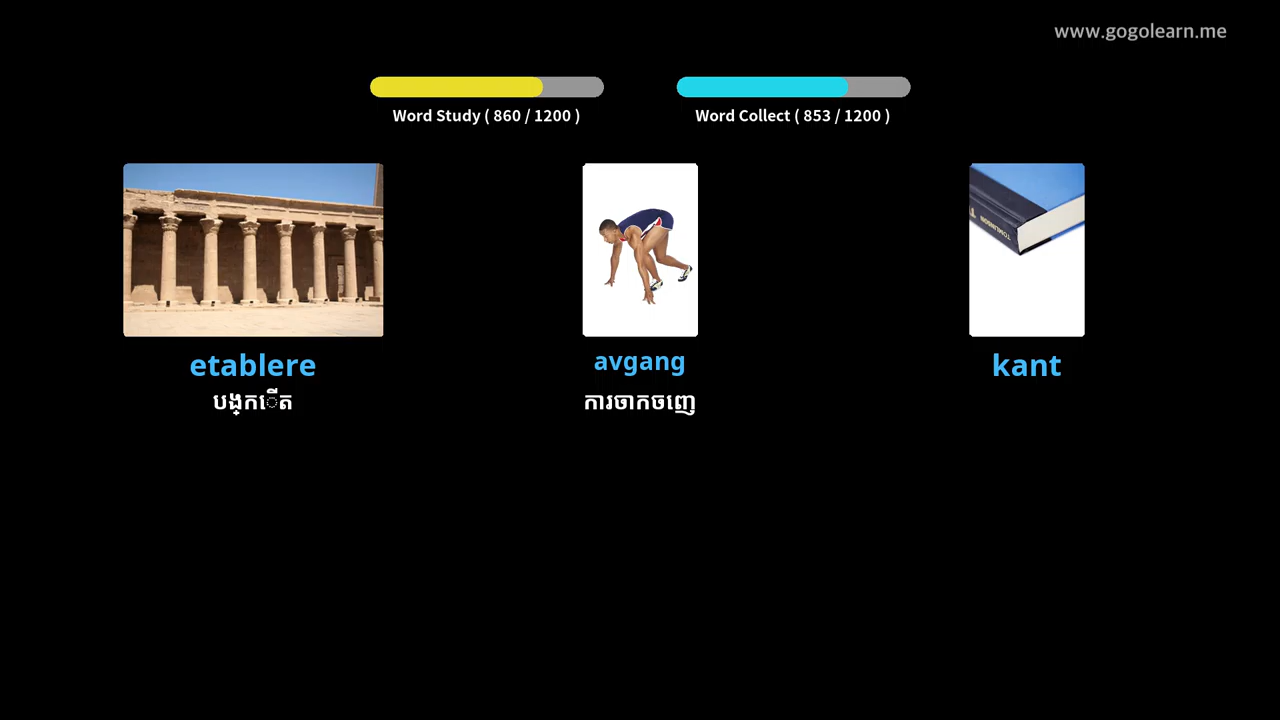 www.gogolearn.me
Word Study ( 860 / 1200 )
Word Collect ( 853 / 1200 )
TOMLINSON
etablere
avgang
kant
បង្កើត
ការចាកចេញ